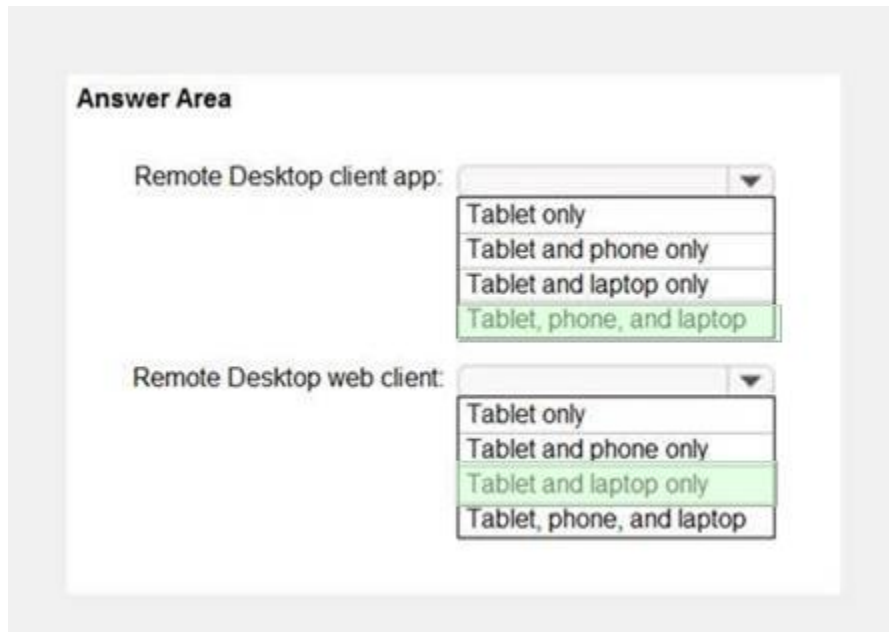 Answer Area
Remote Desktop client app:
Tablet only
Tablet and phone only
Tablet and laptop only
Tablet, phone, and laptop
Remote Desktop web client:
Tablet only
Tablet and phone only
Tablet and laptop only
Tablet, phone, and laptop